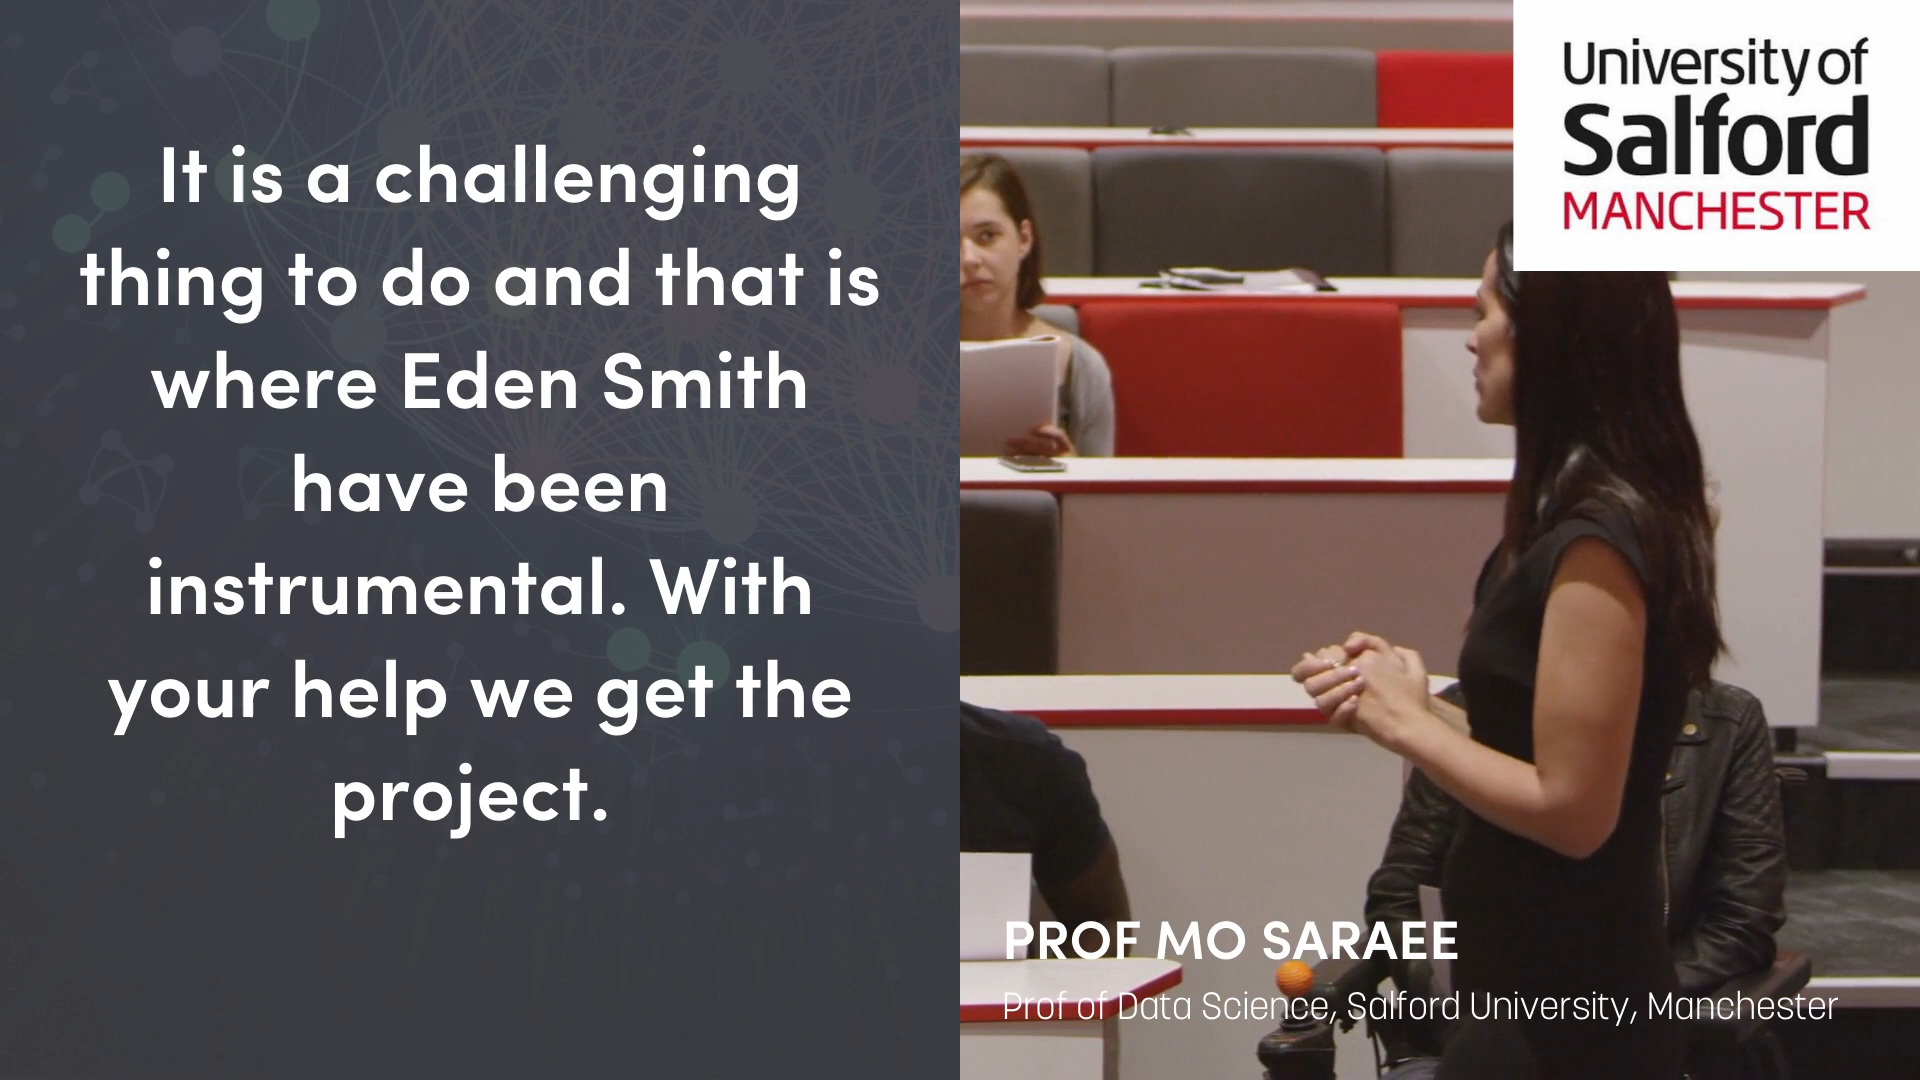 It is a challenging
thing to do and that is
where Eden Smith
have been
instrumental. With
your help we get the
project.
University of
Salford
MANCHESTER
PROF MO SARAEE
Prof of Data Science, Salford University, Manchester